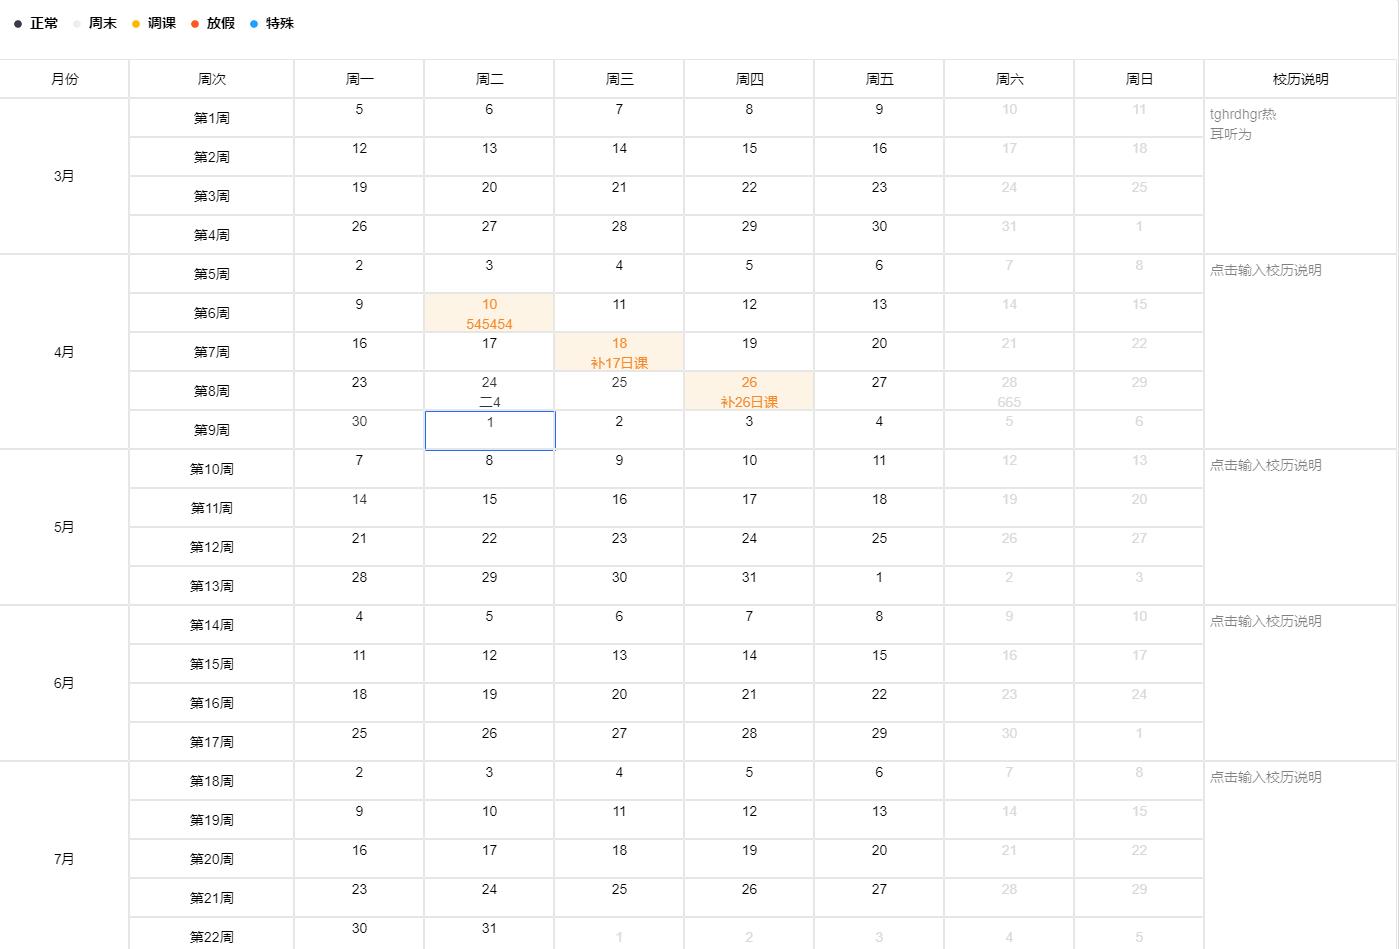 正常 周末 调课 放假 特殊
月份 周次 周一 周二 周三 周四 周五 周六 周日 校历说明
3月 第1周 5 6 7 8 9 10 11 tghrdhgr热
耳听为
第2周 12 13 14 15 16 17 18
第3周 19 20 21 22 23 24 25
第4周 26 27 28 29 30 31 1
4月 第5周 2 3 4 5 6 7 8 点击输入校历说明
第6周 9 10 11 12 13 14 15
545454
第7周 16 17 18 19 20 21 22
补17日课
第8周 23 24 25 26 27 28 29
二4 补26日课 665
第9周 30 1 2 3 4 5 6
5月 第10周 7 8 9 10 11 12 13 点击输入校历说明
第11周 14 15 16 17 18 19 20
第12周 21 22 23 24 25 26 27
第13周 28 29 30 31 1 2 3
6月 第14周 4 5 6 7 8 9 10 点击输入校历说明
第15周 11 12 13 14 15 16 17
第16周 18 19 20 21 22 23 24
第17周 25 26 27 28 29 30 1
7月 第18周 2 3 4 5 6 7 8 点击输入校历说明
第19周 9 10 11 12 13 14 15
第20周 16 17 18 19 20 21 22
第21周 23 24 25 26 27 28 29
第22周 30 31 1 2 3 4 5